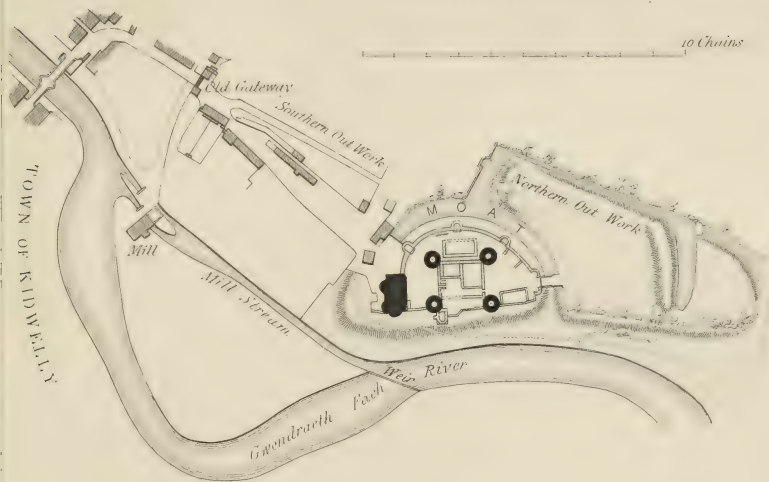 10 Chains
Old Gateway
Southern Out Work
Northern Out Work
MOAT
TOWN OF KIDWELLY
Mill
Mill Stream
Weir
Gwendraeth Fach River